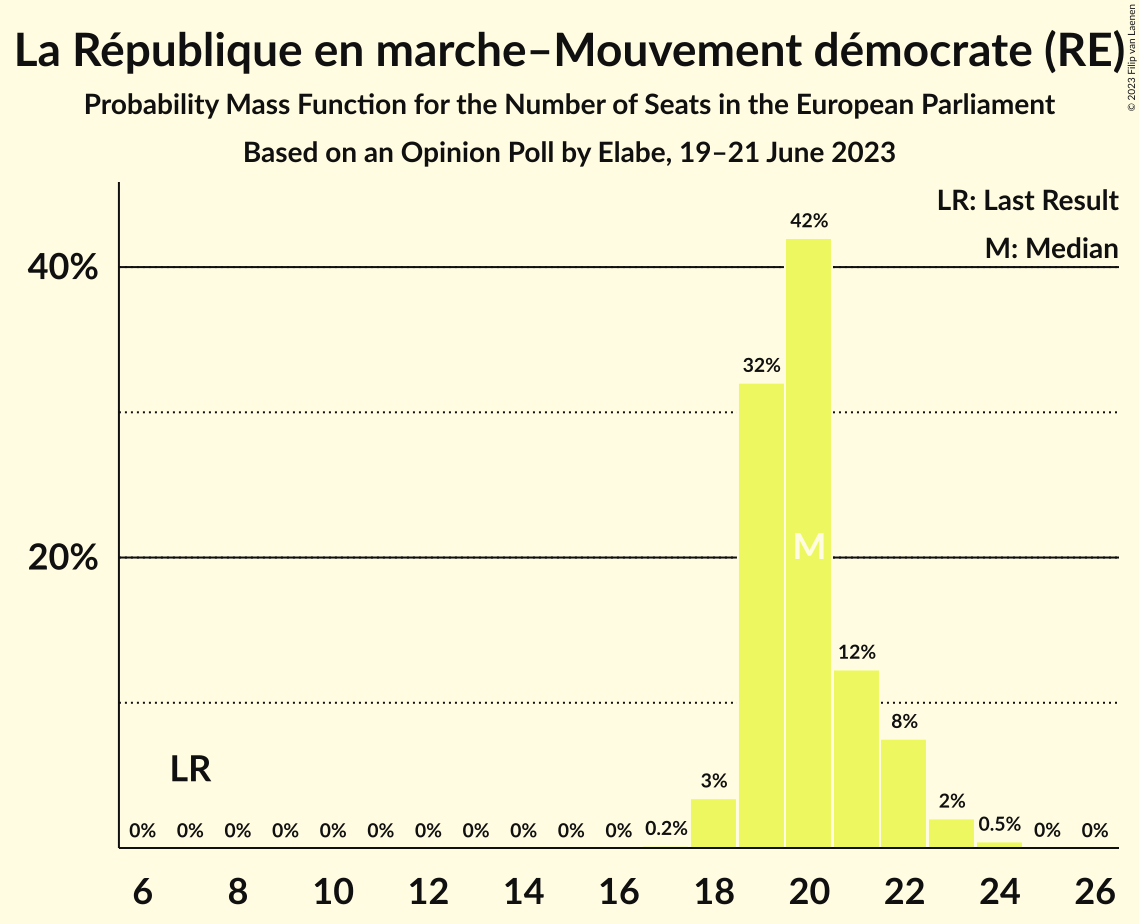 La République en marche–Mouvement démocrate (RE)
© 2023 Filip van Laenen
Probability Mass Function for the Number of Seats in the European Parliament
Based on an Opinion Poll by Elabe, 19–21 June 2023
LR: Last Result
M: Median
40%
20%
42%
32%
M
12%
8%
LR
3%
2%
0% 0% 0% 0% 0% 0% 0% 0% 0% 0% 0% 0.2% 0.5% 0% 0%
6 8 10 12 14 16 18 20 22 24 26